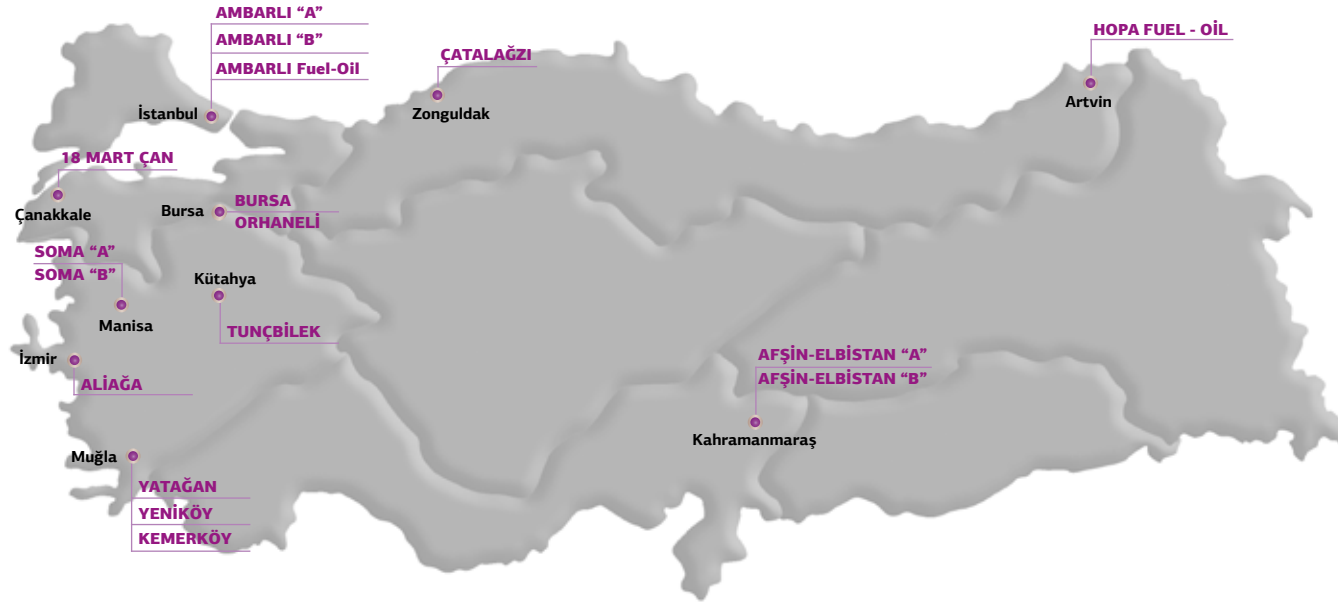 AMBARLI “A”
AMBARLI “B”
AMBARLI Fuel-Oil
İstanbul
ÇATALAĞZI
Zonguldak
HOPA FUEL - OİL
Artvin
18 MART ÇAN
Çanakkale
Bursa
BURSA
ORHANELİ
SOMA “A”
SOMA “B”
Manisa
Kütahya
TUNÇBİLEK
İzmir
ALİAĞA
AFŞİN-ELBİSTAN “A”
AFŞİN-ELBİSTAN “B”
Kahramanmaraş
Muğla
YATAĞAN
YENİKÖY
KEMERKÖY